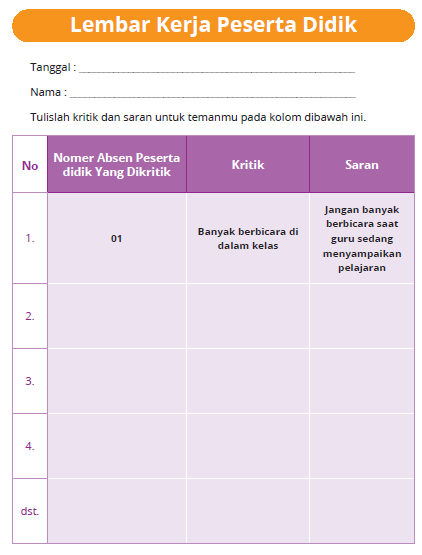 Lembar Kerja Peserta Didik
Tanggal : ___________________________________________
Nama : ____________________________________________
Tulislah kritik dan saran untuk temanmu pada kolom dibawah ini.
No
Nomer Absen Peserta
didik Yang Dikritik
Kritik
Saran
1.
01
Banyak berbicara di
dalam kelas
Jangan banyak
berbicara saat
guru sedang
menyampaikan
pelajaran
2.
3.
4.
dst.